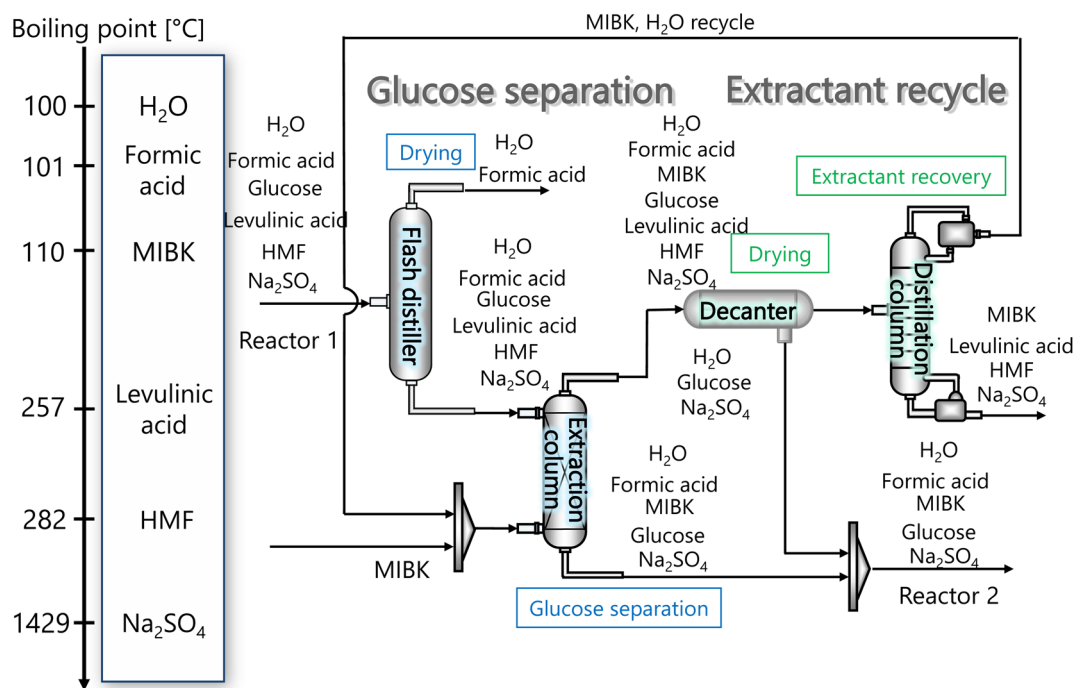 Boiling point [°C]
100
H₂O
101
Formic
acid
110
MIBK
257
Levulinic
acid
282
HMF
1429
Na₂SO₄
MIBK, H₂O recycle
Glucose separation
Extractant recycle
H₂O
Formic acid
Glucose
Levulinic acid
HMF
Na₂SO₄
Reactor 1
Drying
H₂O
Formic acid
Flash distiller
H₂O
Formic acid
Glucose
Levulinic acid
HMF
Na₂SO₄
Extraction
column
MIBK
Glucose separation
H₂O
Formic acid
MIBK
Glucose
Levulinic acid
HMF
Na₂SO₄
Drying
Decanter
H₂O
Glucose
Na₂SO₄
H₂O
Formic acid
MIBK
Glucose
Na₂SO₄
Extractant recovery
Distillation
column
MIBK
Levulinic acid
HMF
Na₂SO₄
H₂O
Formic acid
MIBK
Glucose
Na₂SO₄
Reactor 2